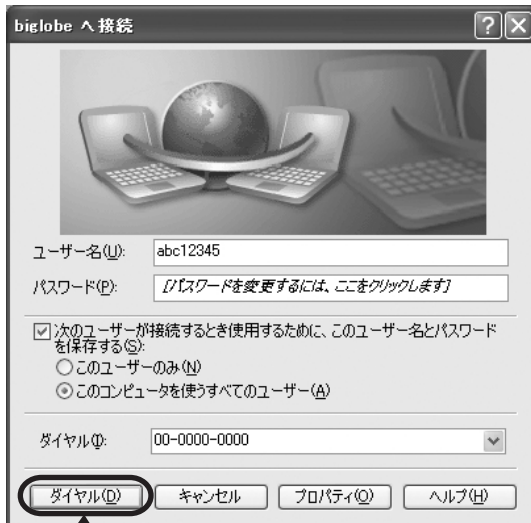 biglobe へ接続
ユーザー名(U):
abc12345
パスワード(P):
[パスワードを変更するには、ここをクリックします]
次のユーザーが接続するとき使用するために、このユーザー名とパスワード
を保存する(S):
このユーザーのみ(N)
このコンピュータを使うすべてのユーザー(A)
ダイヤル(I):
00-0000-0000
ダイヤル(D)
キャンセル
プロパティ(O)
ヘルプ(H)